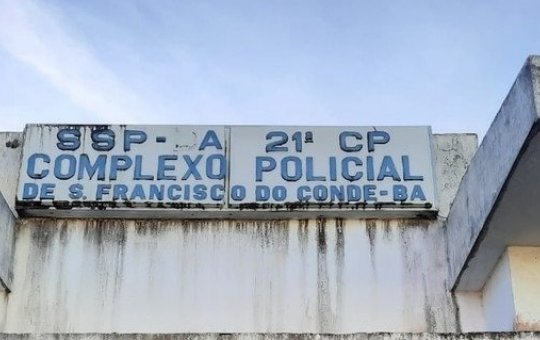 SSP- A 21ª CP
COMPLEXO POLICIAL
DE S. FRANCISCO DO CONDE-BA